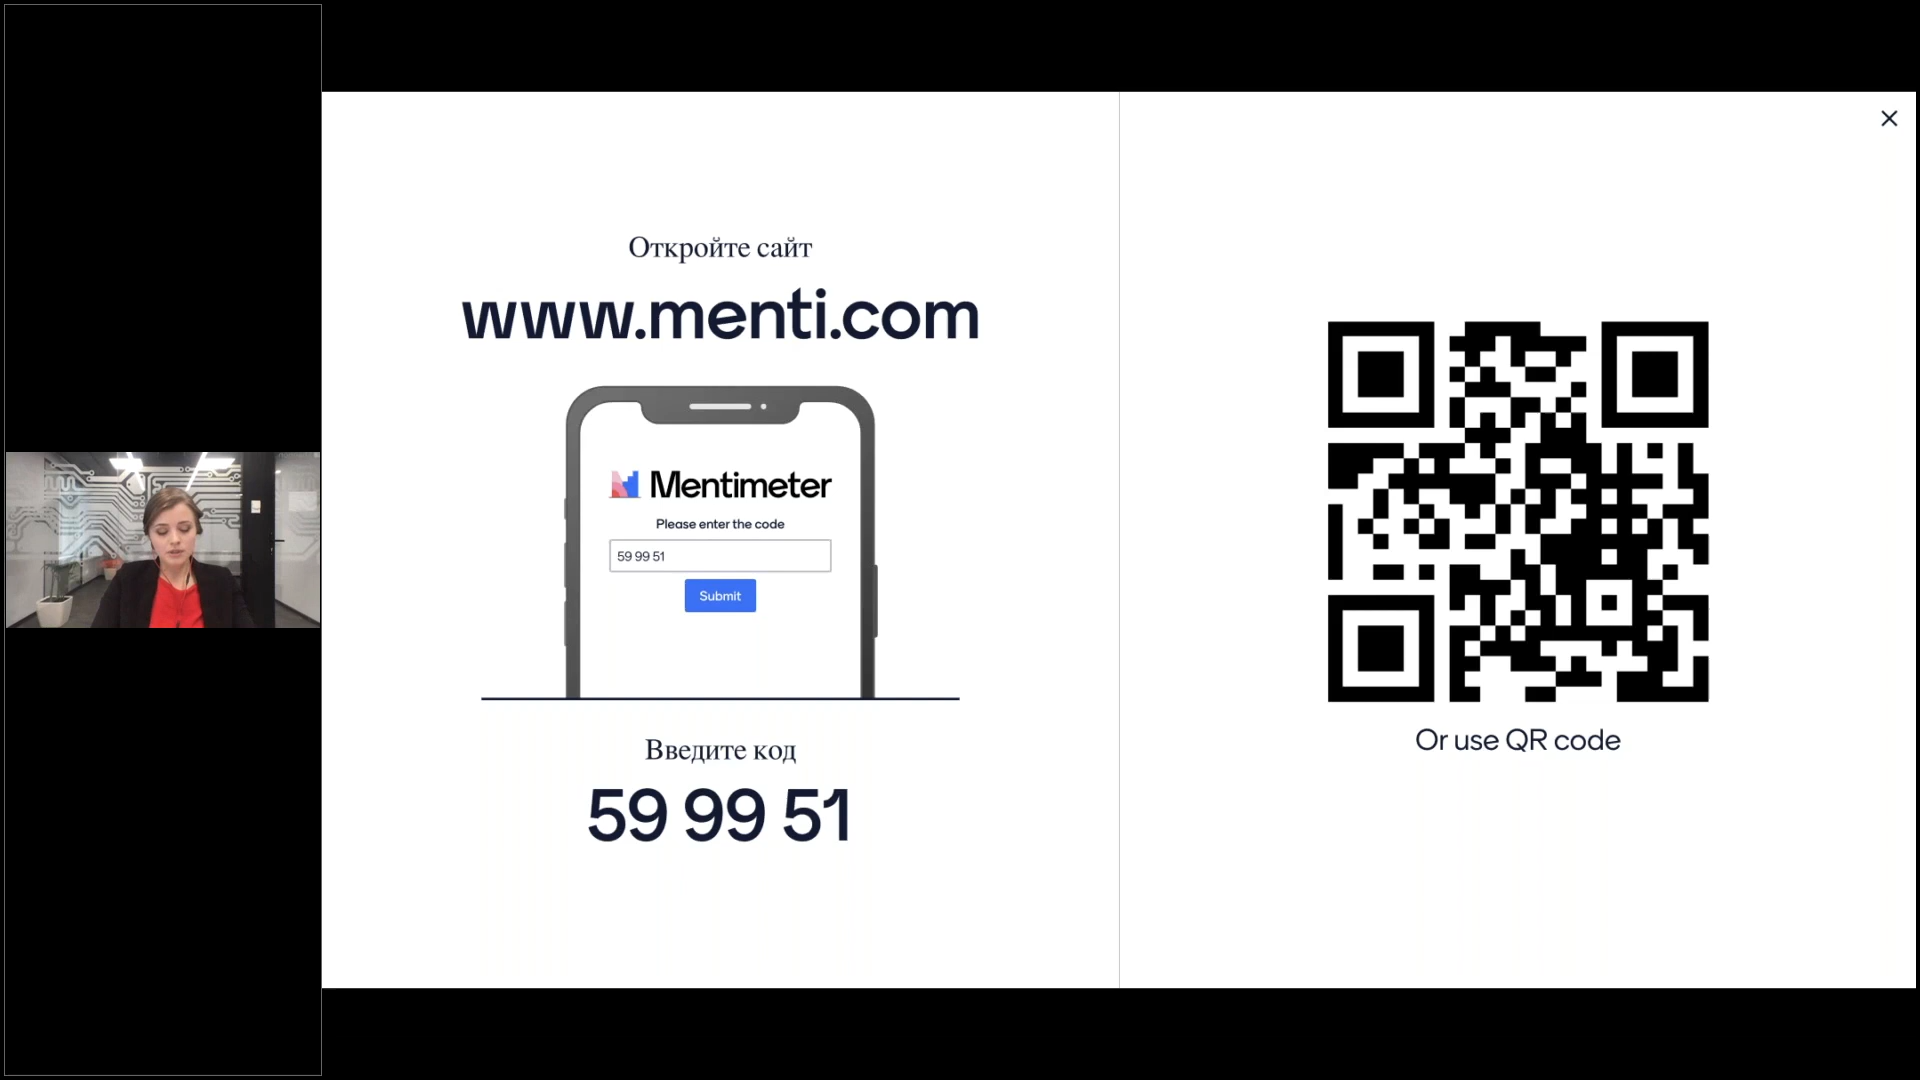 Откройте сайт
www.menti.com
Mentimeter
Please enter the code
59 99 51
Submit
Введите код
59 99 51
Or use QR code